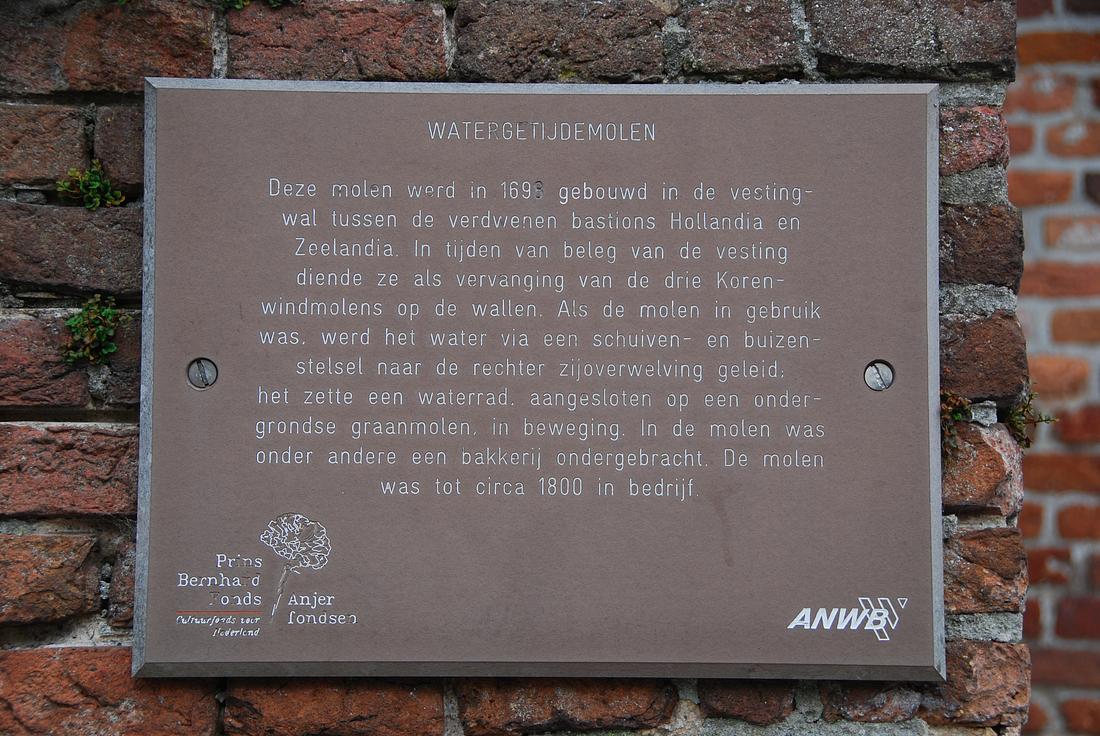 WATERGETIJDEMOLEN
Deze molen werd in 1698 gebouwd in de vesting-
wal tussen de verdwenen bastions Hollandia en
Zeelandia. In tijden van beleg van de vesting
diende ze als vervanging van de drie Koren-
windmolens op de wallen. Als de molen in gebruik
was, werd het water via een schuiven- en buizen-
stelsel naar de rechter zijoverwelving geleid;
het zette een waterrad, aangesloten op een onder-
grondse graanmolen, in beweging. In de molen was
onder andere een bakkerij ondergebracht. De molen
was tot circa 1800 in bedrijf.
Prins
Bernhard
Fonds
Cultuurfonds voor
Nederland
Anjer
fondsen
ANWB